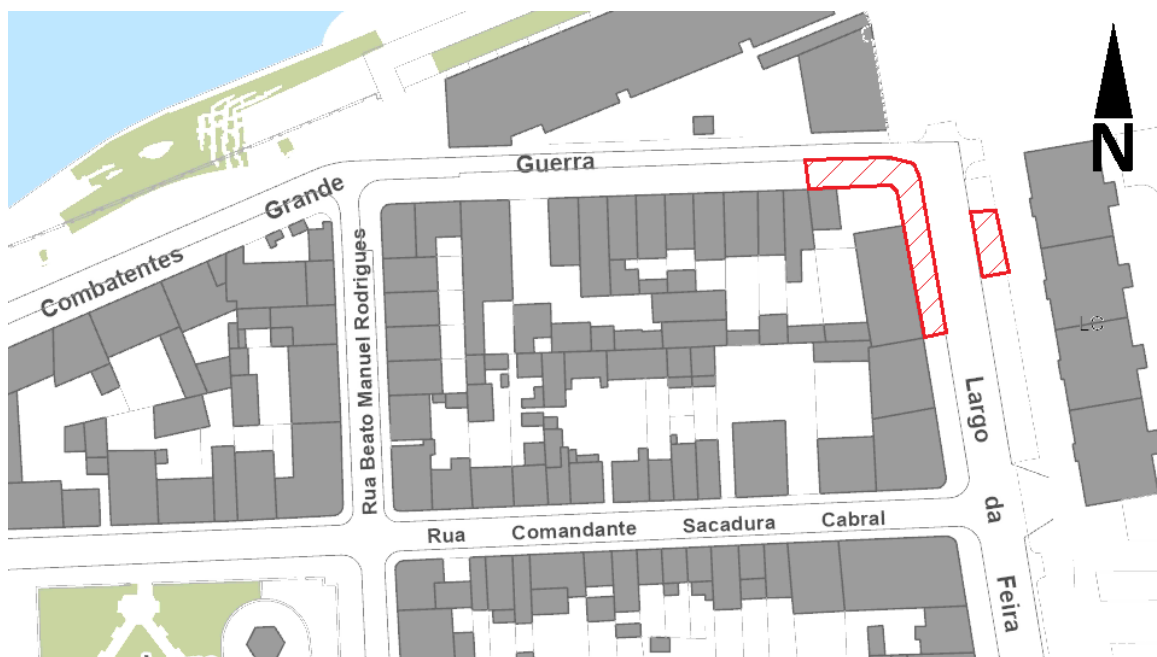 N
Guerra
Grande
Combatentes
Rua Beato Manuel Rodrigues
LC
Largo
da
Feira
Rua Comandante Sacadura Cabral